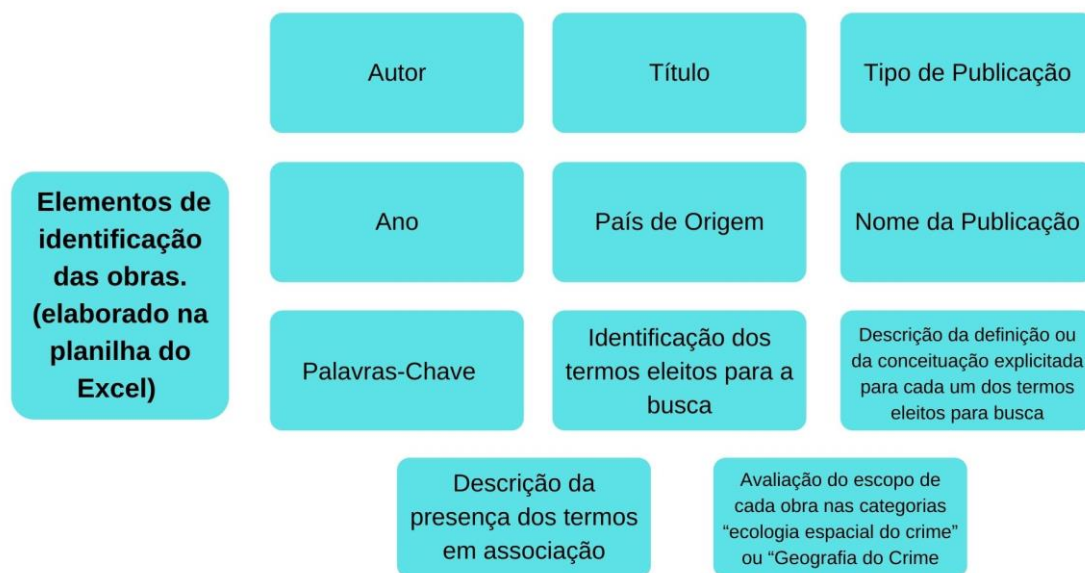 Autor
Título
Tipo de Publicação
Elementos de
identificação
das obras.
(elaborado na
planilha do
Excel)
Ano
País de Origem
Nome da Publicação
Palavras-Chave
Identificação dos
termos eleitos para a
busca
Descrição da definição ou
da conceituação explicitada
para cada um dos termos
eleitos para busca
Descrição da
presença dos termos
em associação
Avaliação do escopo de
cada obra nas categorias
“ecologia espacial do crime”
ou “Geografia do Crime